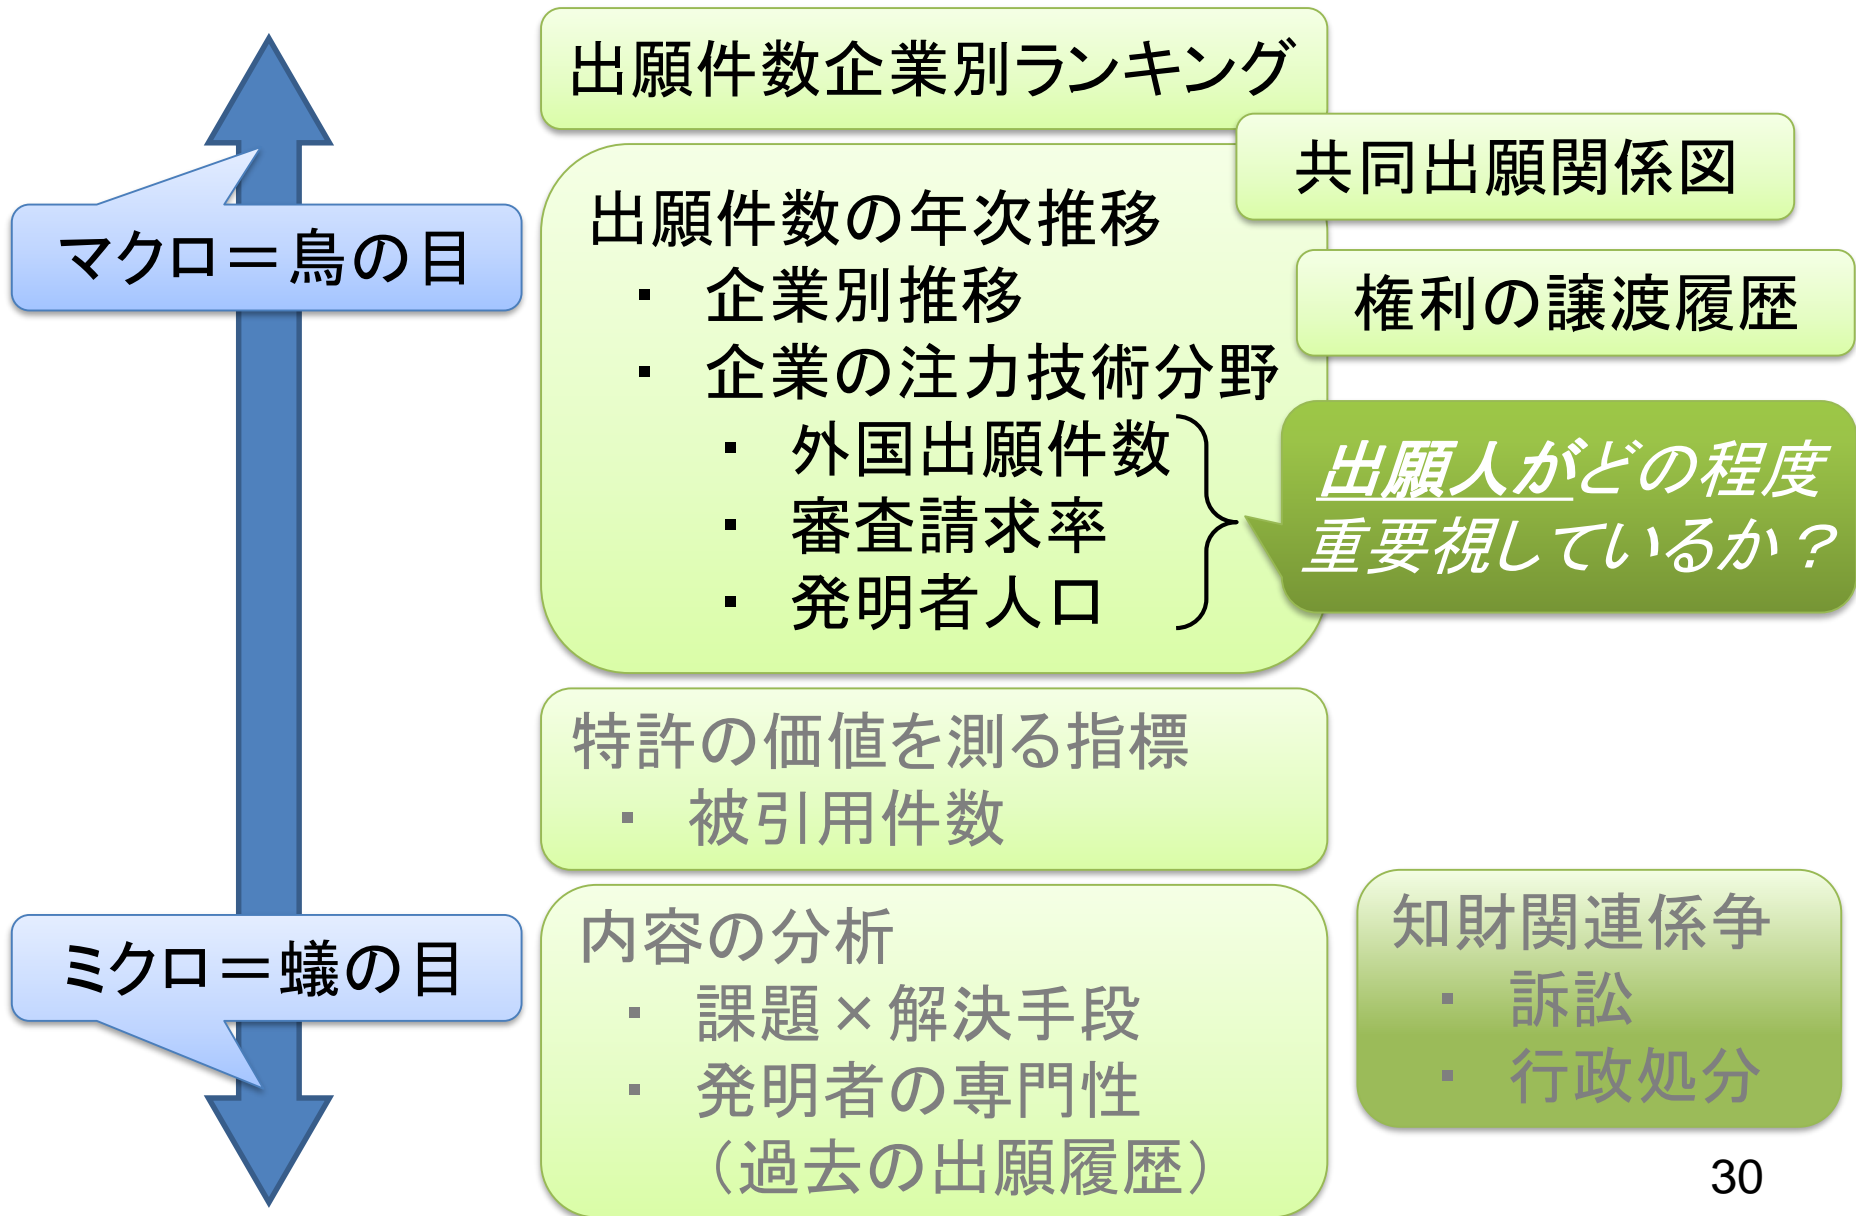 出願件数企業別ランキング
共同出願関係図
マクロ＝鳥の目
出願件数の年次推移
▪ 企業別推移
▪ 企業の注力技術分野
▪ 外国出願件数
▪ 審査請求率
▪ 発明者人口
権利の譲渡履歴
出願人がどの程度
重要視しているか？
特許の価値を測る指標
▪ 被引用件数
ミクロ＝蟻の目
内容の分析
▪ 課題×解決手段
▪ 発明者の専門性
（過去の出願履歴）
知財関連係争
▪ 訴訟
▪ 行政処分
30